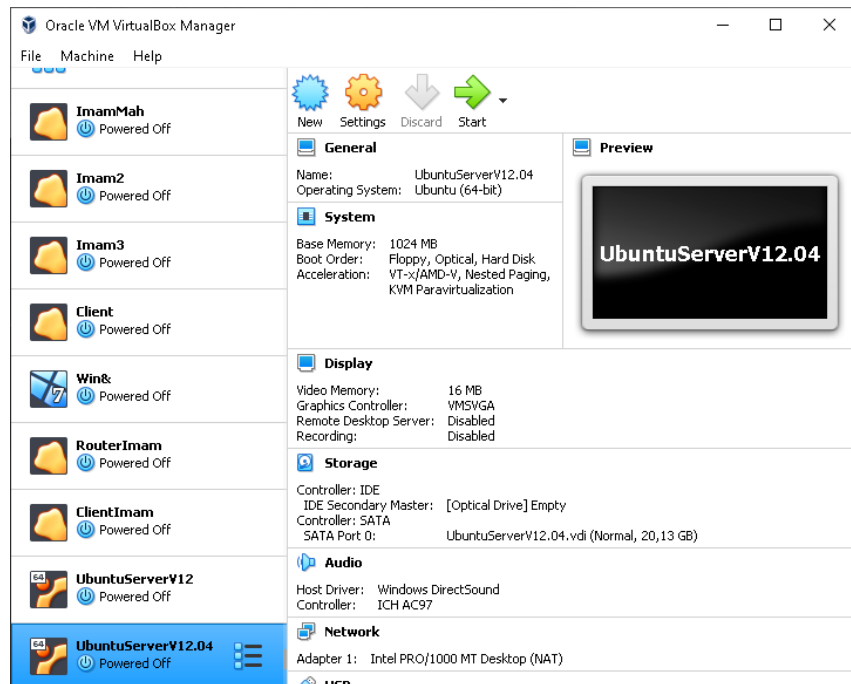 Oracle VM VirtualBox Manager
File Machine Help
ImamMah
Powered Off
Imam2
Powered Off
Imam3
Powered Off
Client
Powered Off
Win&
7
Powered Off
RouterImam
Powered Off
ClientImam
Powered Off
64
UbuntuServerV12
Powered Off
64
UbuntuServerV12.04
Powered Off
New Settings Discard Start
General
Name: UbuntuServerV12.04
Operating System: Ubuntu (64-bit)
System
Base Memory: 1024 MB
Boot Order: Floppy, Optical, Hard Disk
Acceleration: VT-x/AMD-V, Nested Paging,
KVM Paravirtualization
Preview
UbuntuServerV12.04
Display
Video Memory: 16 MB
Graphics Controller: VMSVGA
Remote Desktop Server: Disabled
Recording: Disabled
Storage
Controller: IDE
IDE Secondary Master: [Optical Drive] Empty
Controller: SATA
SATA Port 0: UbuntuServerV12.04.vdi (Normal, 20,13 GB)
Audio
Host Driver: Windows DirectSound
Controller: ICH AC97
Network
Adapter 1: Intel PRO/1000 MT Desktop (NAT)
USB